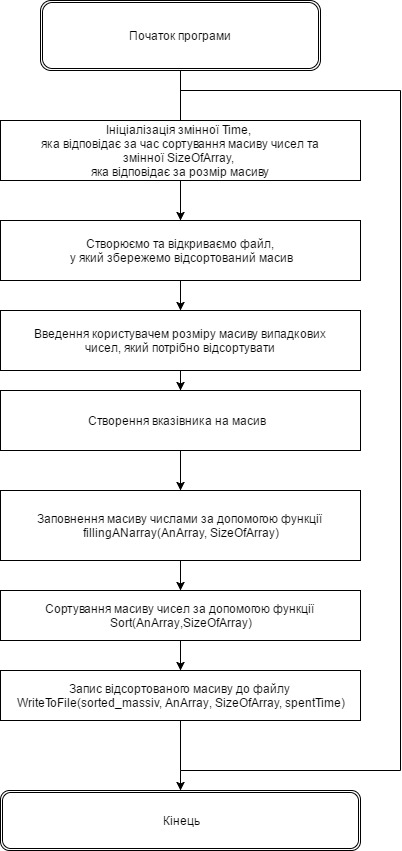 Початок програми
Ініціалізація змінної Time,
яка відповідає за час сортування масиву чисел та
змінної SizeOfArray,
яка відповідає за розмір масиву
Створюємо та відкриваємо файл,
у який збережемо відсортований масив
Введення користувачем розміру масиву випадкових
чисел, який потрібно відсортувати
Створення вказівника на масив
Заповнення масиву числами за допомогою функції
fillingANarray(AnArray, SizeOfArray)
Сортування масиву чисел за допомогою функції
Sort(AnArray,SizeOfArray)
Запис відсортованого масиву до файлу
WriteToFile(sorted_massiv, AnArray, SizeOfArray, spentTime)
Кінець